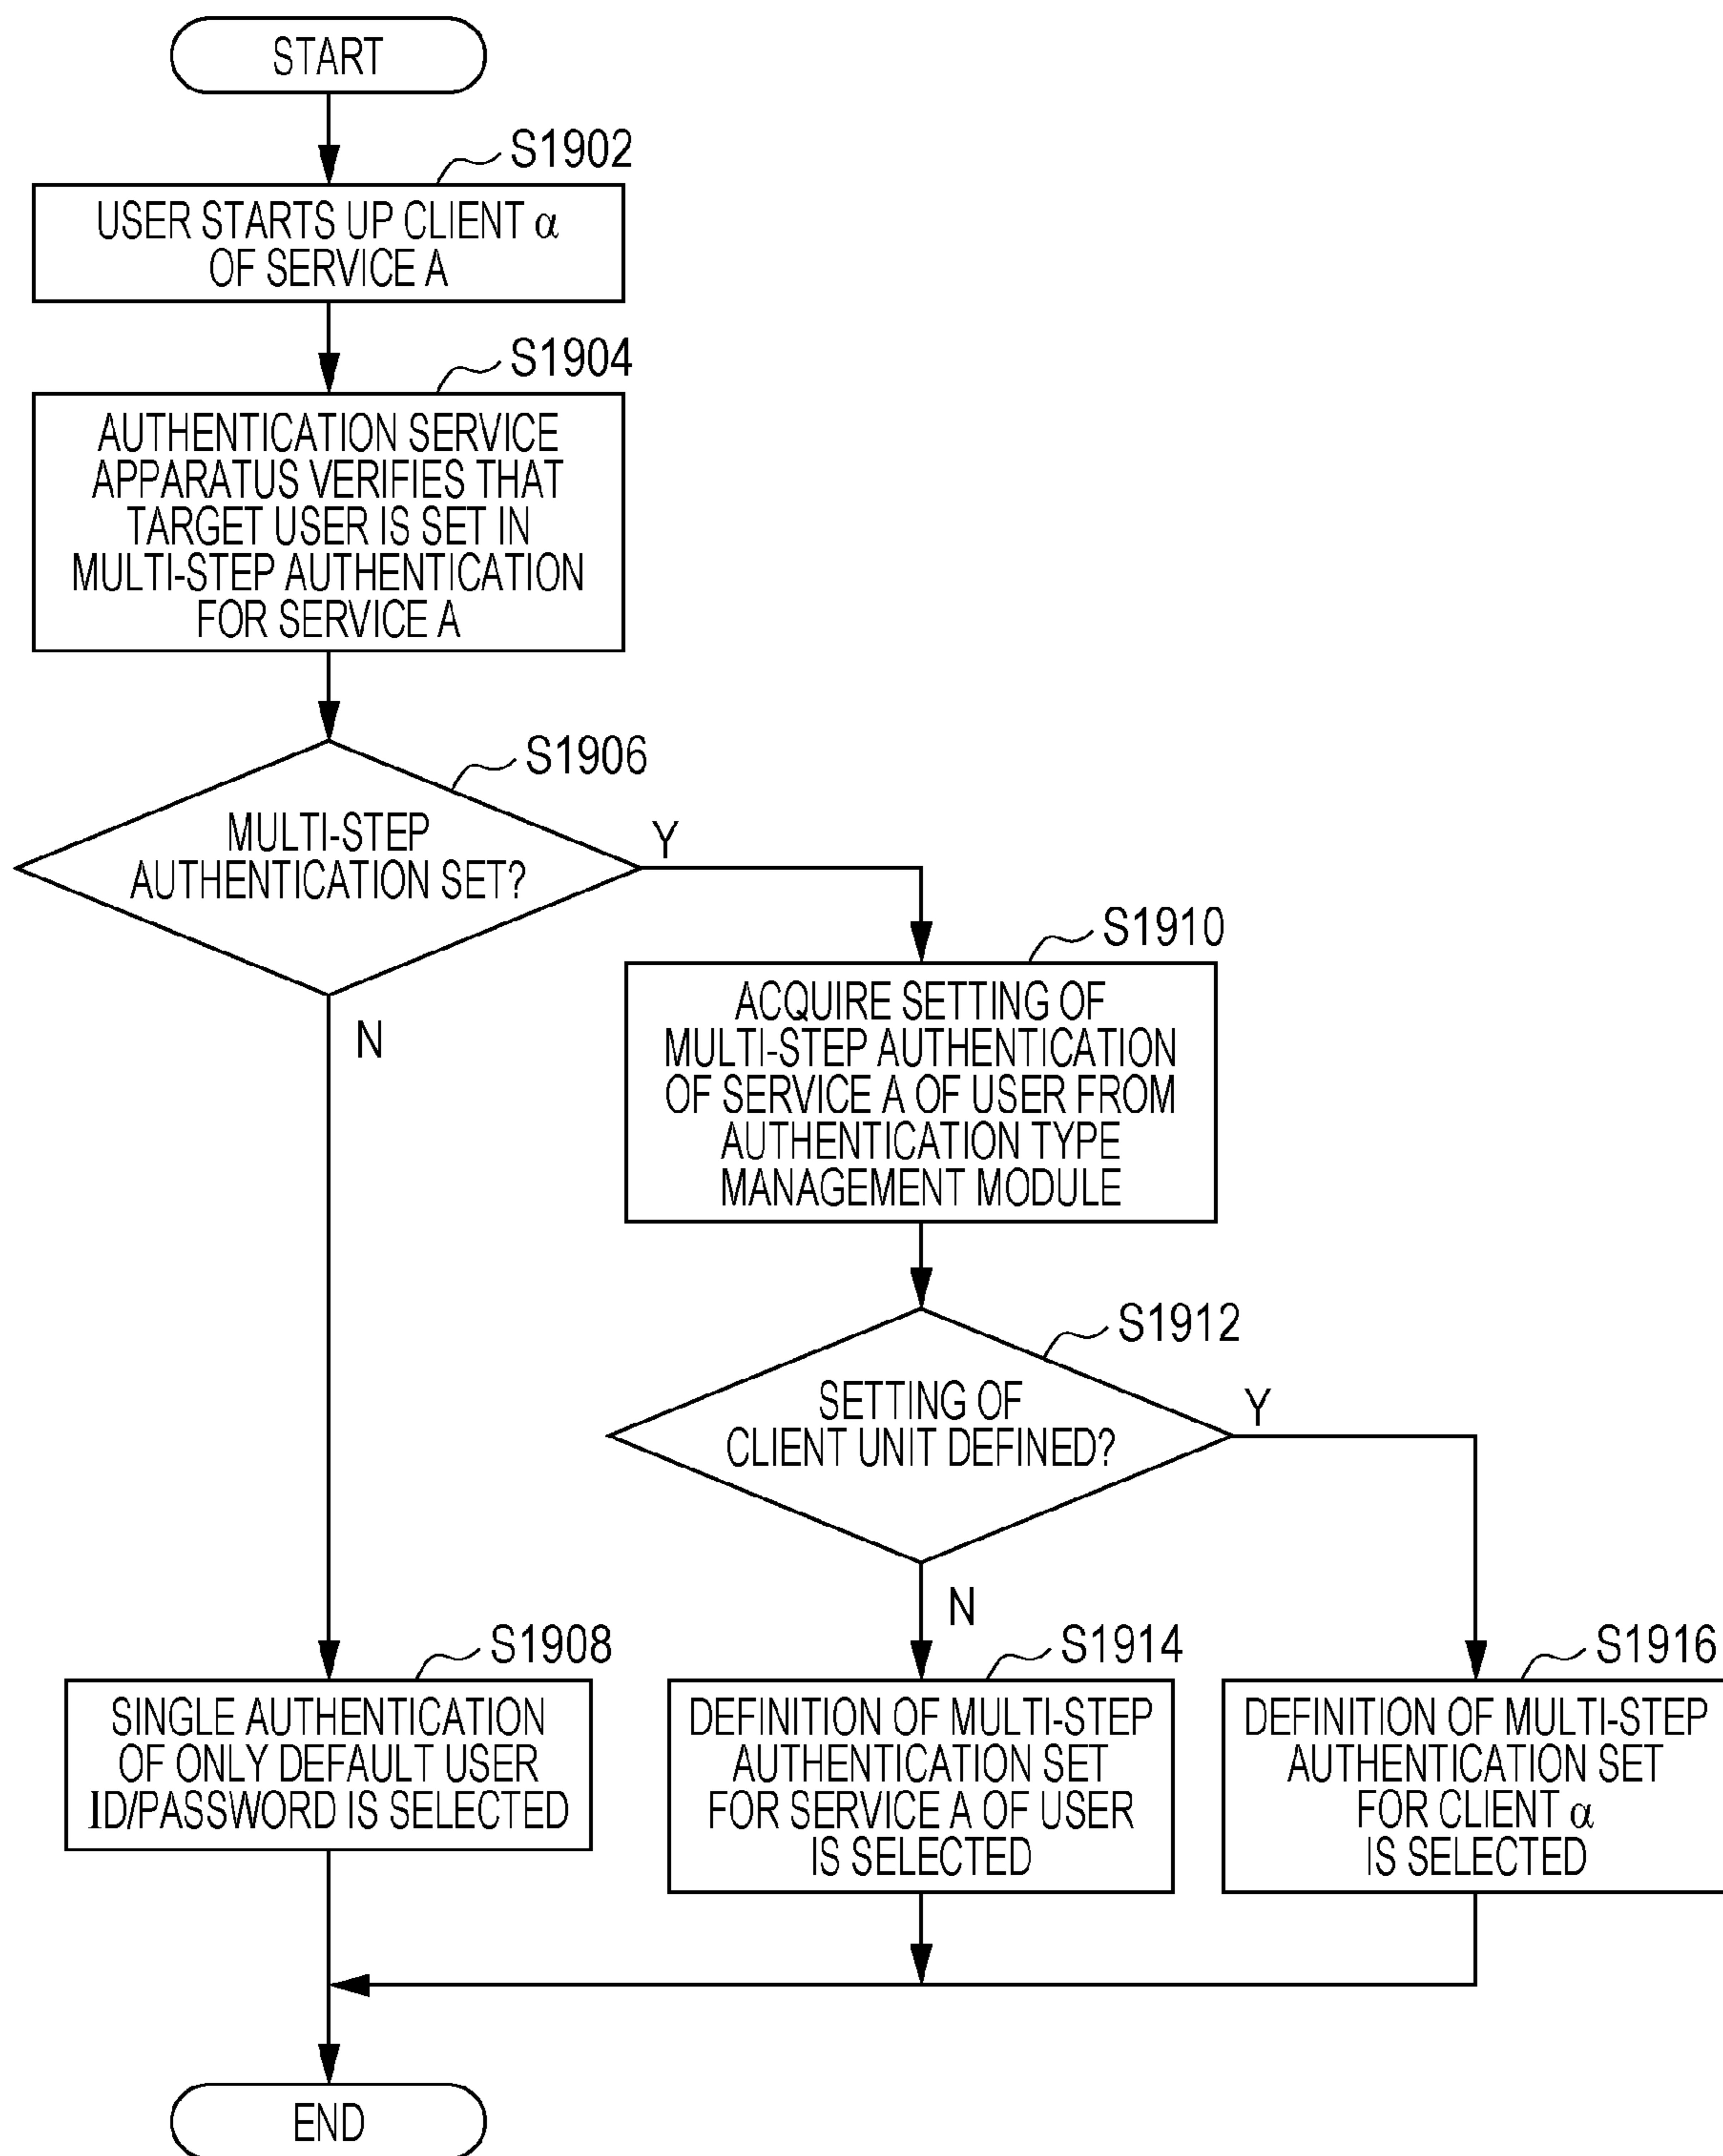 START
S1902
USER STARTS UP CLIENT α
OF SERVICE A
S1904
AUTHENTICATION SERVICE
APPARATUS VERIFIES THAT
TARGET USER IS SET IN
MULTI-STEP AUTHENTICATION
FOR SERVICE A
S1906
MULTI-STEP
AUTHENTICATION SET?
Y
N
S1910
ACQUIRE SETTING OF
MULTI-STEP AUTHENTICATION
OF SERVICE A OF USER FROM
AUTHENTICATION TYPE
MANAGEMENT MODULE
S1912
SETTING OF
CLIENT UNIT DEFINED?
Y
N
S1908
SINGLE AUTHENTICATION
OF ONLY DEFAULT USER
ID/PASSWORD IS SELECTED
S1914
DEFINITION OF MULTI-STEP
AUTHENTICATION SET
FOR SERVICE A OF USER
IS SELECTED
S1916
DEFINITION OF MULTI-STEP
AUTHENTICATION SET
FOR CLIENT α
IS SELECTED
END